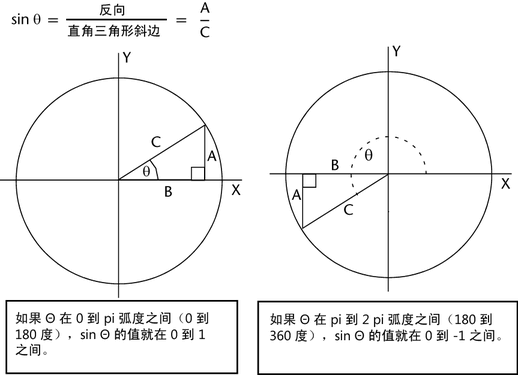 sin θ = 反向 / 直角三角形斜边 = A / C
Y
C
A
θ
B
X
Y
B
θ
X
A
C
如果 Θ 在 0 到 pi 弧度之间（0 到
180 度），sin Θ 的值就在 0 到 1
之间。
如果 Θ 在 pi 到 2 pi 弧度之间（180 到
360 度），sin Θ 的值就在 0 到 -1 之间。